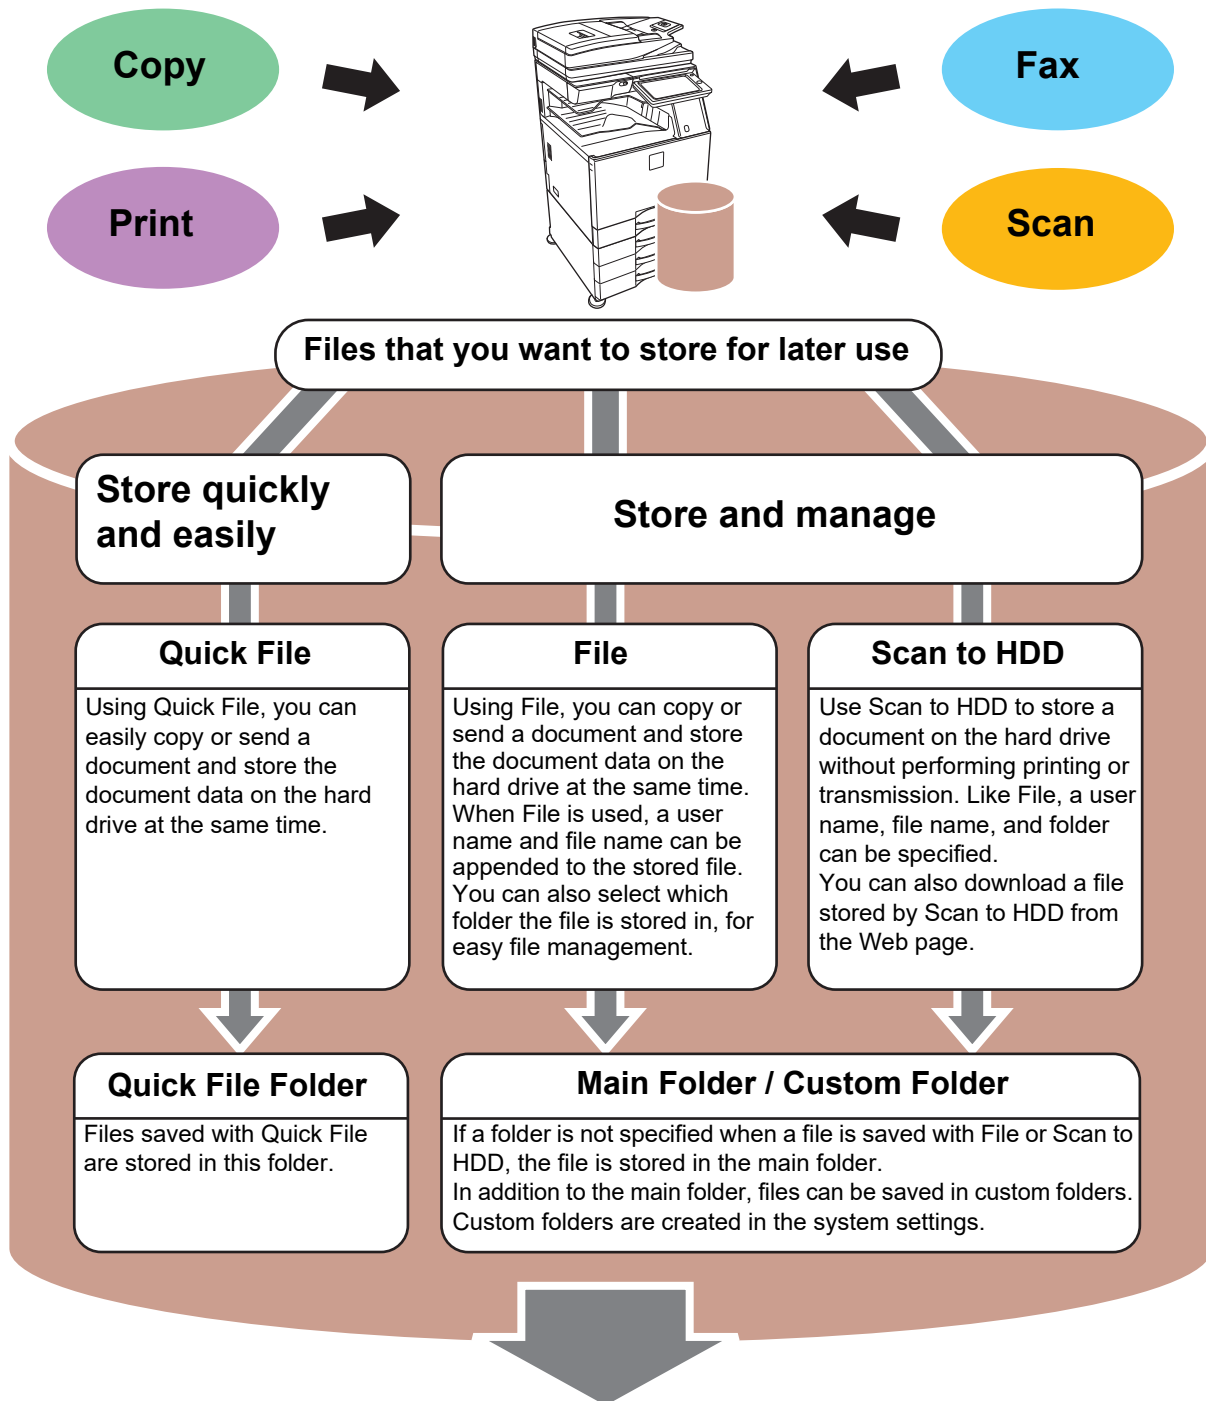 Copy
Fax
Print
Scan
Files that you want to store for later use
Store quickly
and easily
Store and manage
Quick File
Using Quick File, you can
easily copy or send a
document and store the
document data on the hard
drive at the same time.
File
Using File, you can copy or
send a document and store
the document data on the
hard drive at the same time.
When File is used, a user
name and file name can be
appended to the stored file.
You can also select which
folder the file is stored in, for
easy file management.
Scan to HDD
Use Scan to HDD to store a
document on the hard drive
without performing printing or
transmission. Like File, a user
name, file name, and folder
can be specified.
You can also download a file
stored by Scan to HDD from
the Web page.
Quick File Folder
Files saved with Quick File
are stored in this folder.
Main Folder / Custom Folder
If a folder is not specified when a file is saved with File or Scan to
HDD, the file is stored in the main folder.
In addition to the main folder, files can be saved in custom folders.
Custom folders are created in the system settings.